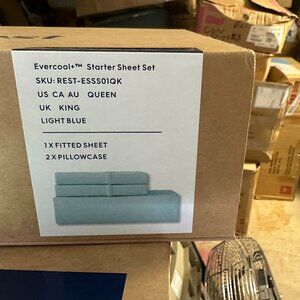 Evercool+™ Starter Sheet Set
SKU: REST-ESSS01QK
US CA AU QUEEN
UK KING
LIGHT BLUE
1 X FITTED SHEET
2 X PILLOWCASE